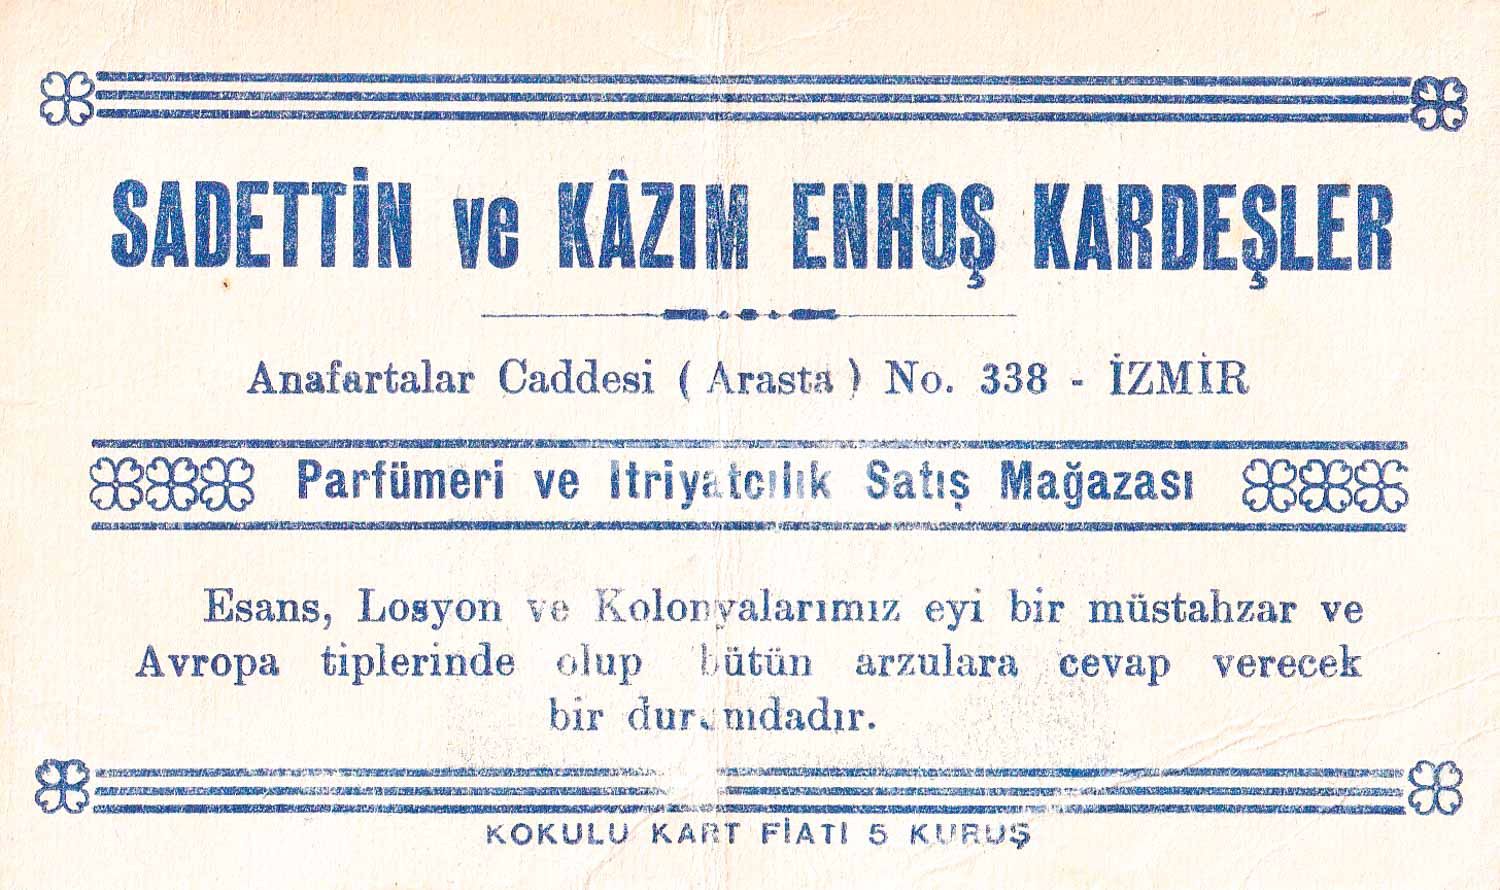 SADETTİN ve KÂZIM ENHOŞ KARDEŞLER
Anafartalar Caddesi ( Arasta ) No. 338 - İZMİR
Parfümeri ve Itriyatcılık Satış Mağazası
Esans, Losyon ve Kolonyalarımız eyi bir müstahzar ve
Avropa tiplerinde olup bütün arzulara cevap verecek
bir durumdadır.
KOKULU KART FİATI 5 KURUŞ